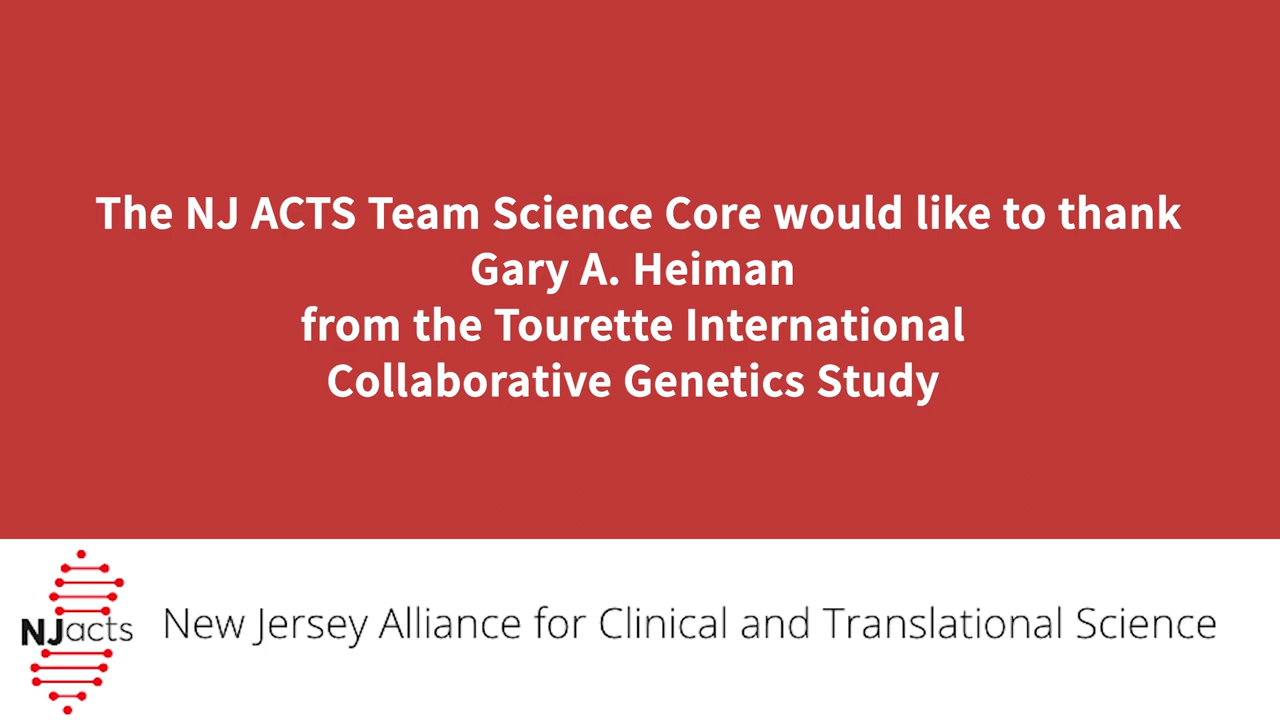 The NJ ACTS Team Science Core would like to thank
Gary A. Heiman
from the Tourette International
Collaborative Genetics Study
NJacts
New Jersey Alliance for Clinical and Translational Science